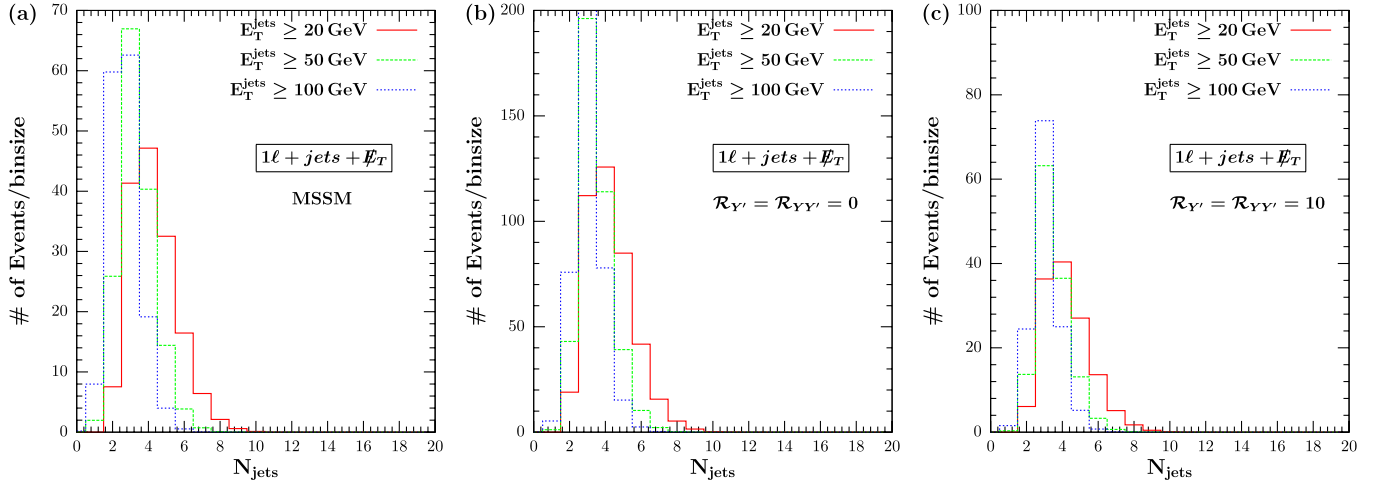 (a)
70
60
50
40
30
20
10
0
0 2 4 6 8 10 12 14 16 18 20
# of Events/binsize
N_jets
E_T^jets ≥ 20 GeV
E_T^jets ≥ 50 GeV
E_T^jets ≥ 100 GeV
1ℓ + jets + E̸_T
MSSM
(b)
200
150
100
50
0
0 2 4 6 8 10 12 14 16 18 20
# of Events/binsize
N_jets
E_T^jets ≥ 20 GeV
E_T^jets ≥ 50 GeV
E_T^jets ≥ 100 GeV
1ℓ + jets + E̸_T
R_Y′ = R_YY′ = 0
(c)
100
80
60
40
20
0
0 2 4 6 8 10 12 14 16 18 20
# of Events/binsize
N_jets
E_T^jets ≥ 20 GeV
E_T^jets ≥ 50 GeV
E_T^jets ≥ 100 GeV
1ℓ + jets + E̸_T
R_Y′ = R_YY′ = 10